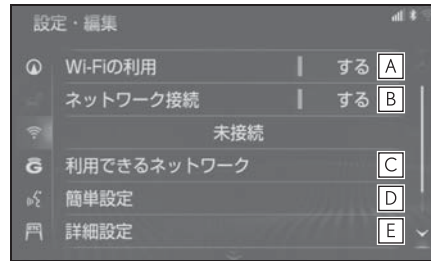 設定・編集
Wi-Fiの利用 する A
ネットワーク接続 する B
未接続
利用できるネットワーク C
簡単設定 D
詳細設定 E